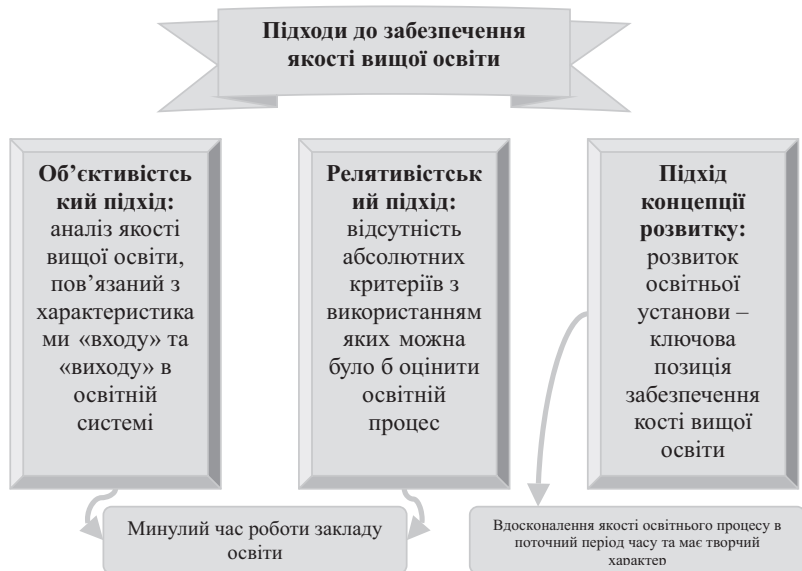 Підходи до забезпечення
якості вищої освіти
Об’єктивістсь
кий підхід:
аналіз якості
вищої освіти,
пов’язаний з
характеристика
ми «входу» та
«виходу» в
освітній
системі
Релятивістськ
ий підхід:
відсутність
абсолютних
критеріїв з
використанням
яких можна
було б оцінити
освітній
процес
Підхід
концепції
розвитку:
розвиток
освітньої
установи –
ключова
позиція
забезпечення
кості вищої
освіти
Минулий час роботи закладу
освіти
Вдосконалення якості освітнього процесу в
поточний період часу та має творчий
характер